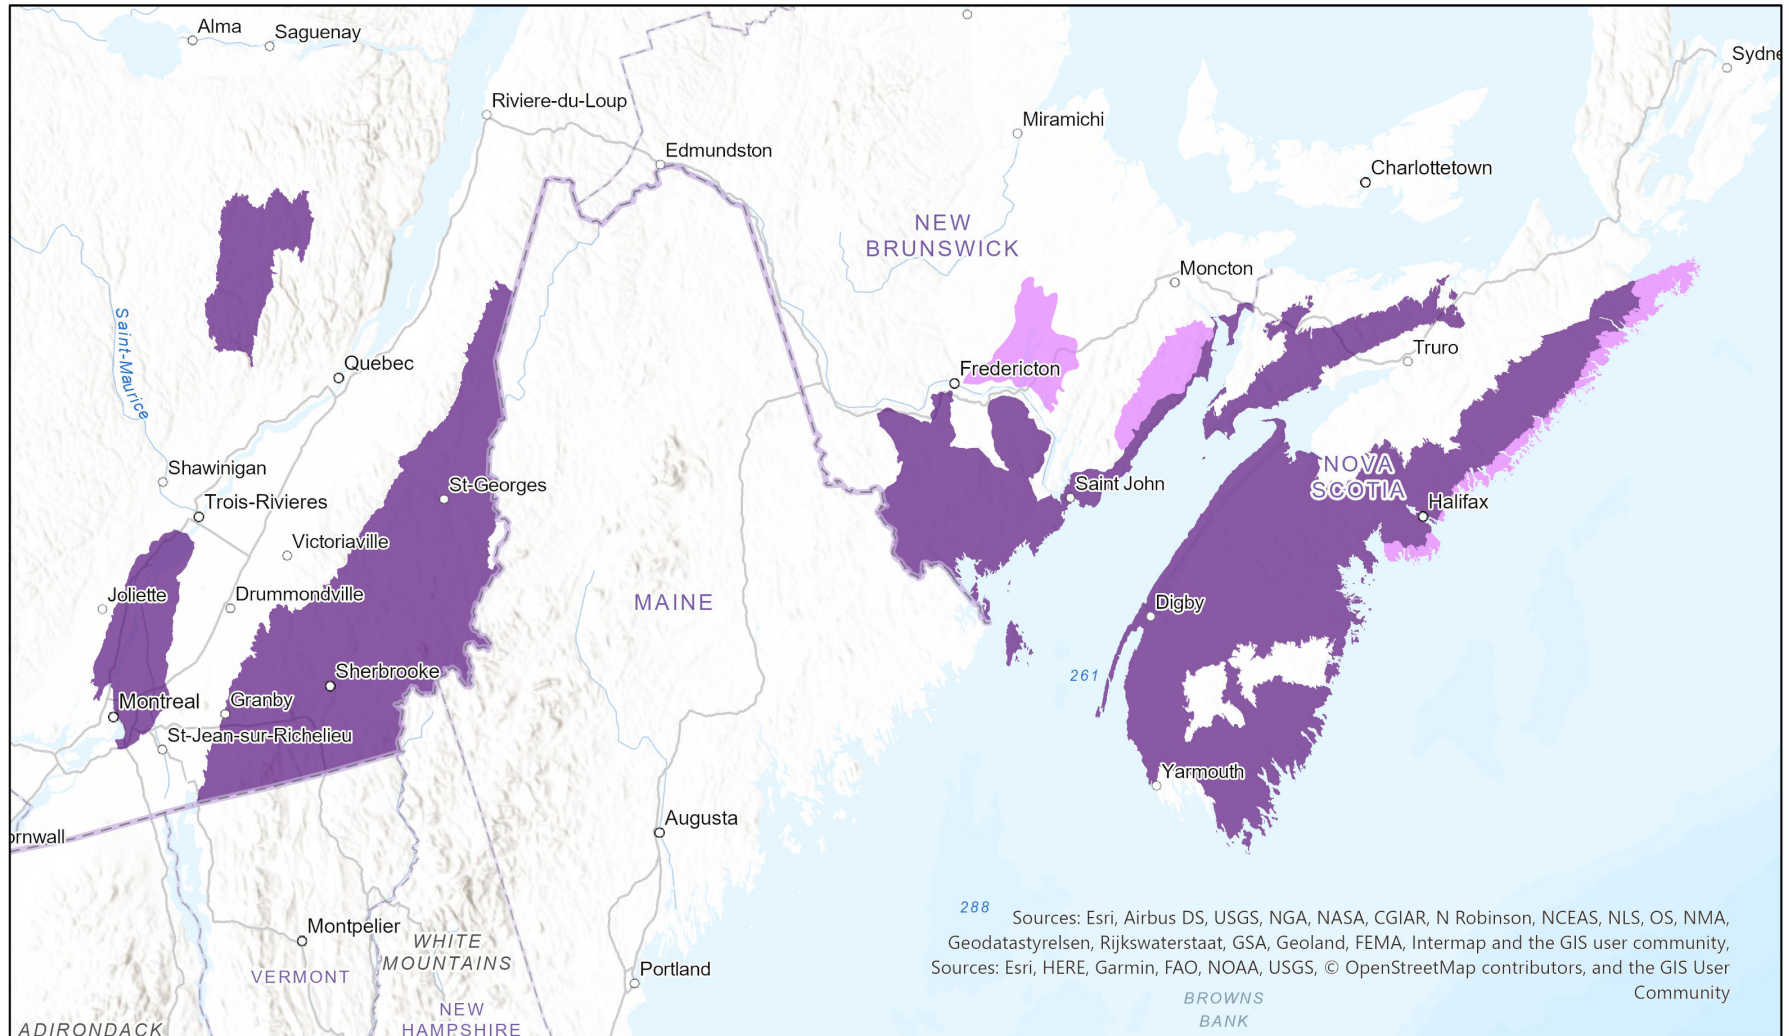 Alma
Saguenay
Sydne
Riviere-du-Loup
Miramichi
Edmundston
Charlottetown
NEW
BRUNSWICK
Moncton
Saint-Maurice
Truro
Quebec
Fredericton
Shawinigan
St-Georges
NOVA
SCOTIA
Saint John
Trois-Rivieres
Halifax
Victoriaville
Joliette
Drummondville
MAINE
Digby
Sherbrooke
261
Montreal
Granby
St-Jean-sur-Richelieu
Yarmouth
Augusta
ornwall
288
Sources: Esri, Airbus DS, USGS, NGA, NASA, CGIAR, N Robinson, NCEAS, NLS, OS, NMA,
Geodatastyrelsen, Rijkswaterstaat, GSA, Geoland, FEMA, Intermap and the GIS user community,
Sources: Esri, HERE, Garmin, FAO, NOAA, USGS, © OpenStreetMap contributors, and the GIS User
Community
Montpelier
WHITE
MOUNTAINS
VERMONT
Portland
BROWNS
BANK
NEW
HAMPSHIRE
ADIRONDACK